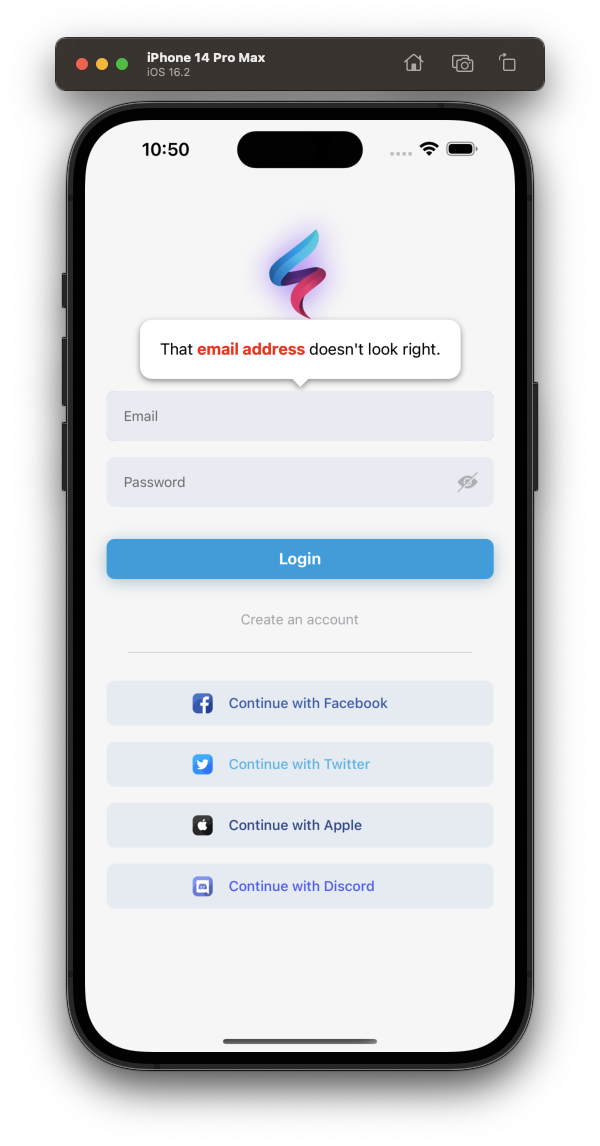 iPhone 14 Pro Max
iOS 16.2
10:50
That email address doesn't look right.
Email
Password
Login
Create an account
Continue with Facebook
Continue with Twitter
Continue with Apple
Continue with Discord